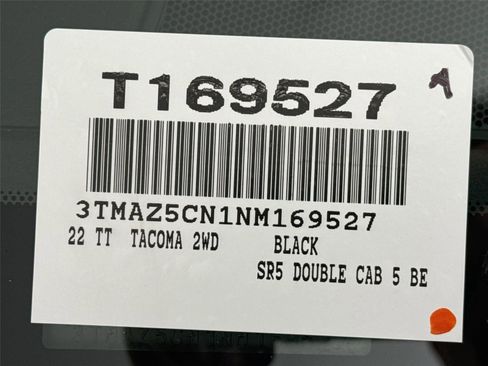 T169527
A
3TMAZ5CN1NM169527
22 TT TACOMA 2WD BLACK
SR5 DOUBLE CAB 5 BE